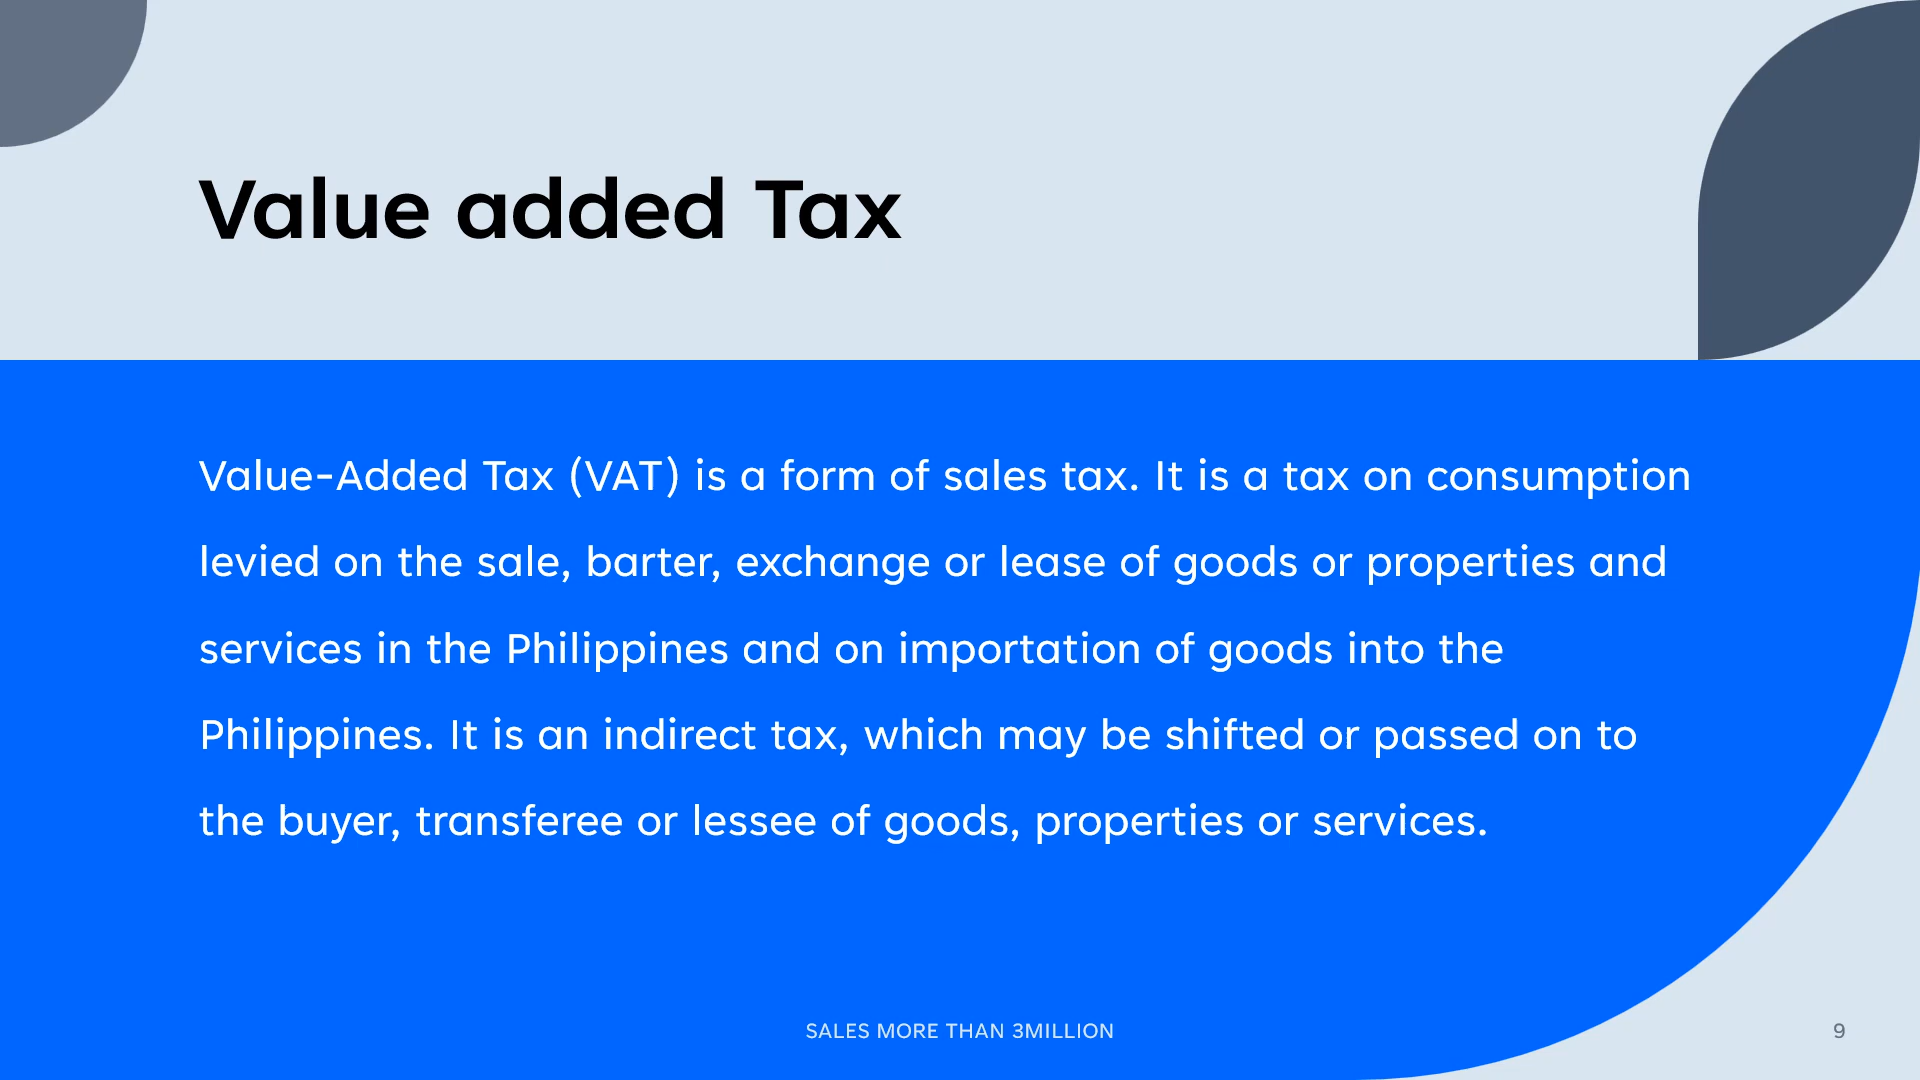 Value added Tax
Value-Added Tax (VAT) is a form of sales tax. It is a tax on consumption
levied on the sale, barter, exchange or lease of goods or properties and
services in the Philippines and on importation of goods into the
Philippines. It is an indirect tax, which may be shifted or passed on to
the buyer, transferee or lessee of goods, properties or services.
SALES MORE THAN 3MILLION
9